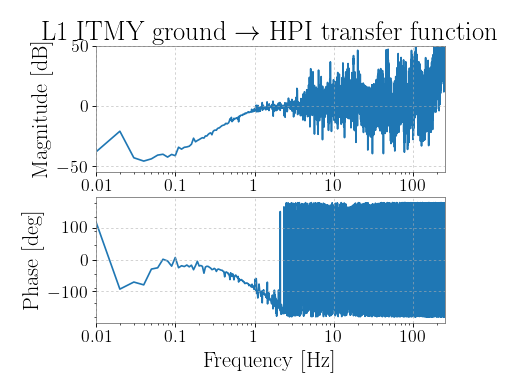 L1 ITMY ground → HPI transfer function
Magnitude [dB]
50
0
−50
0.01 0.1 1 10 100
Phase [deg]
100
0
−100
0.01 0.1 1 10 100
Frequency [Hz]